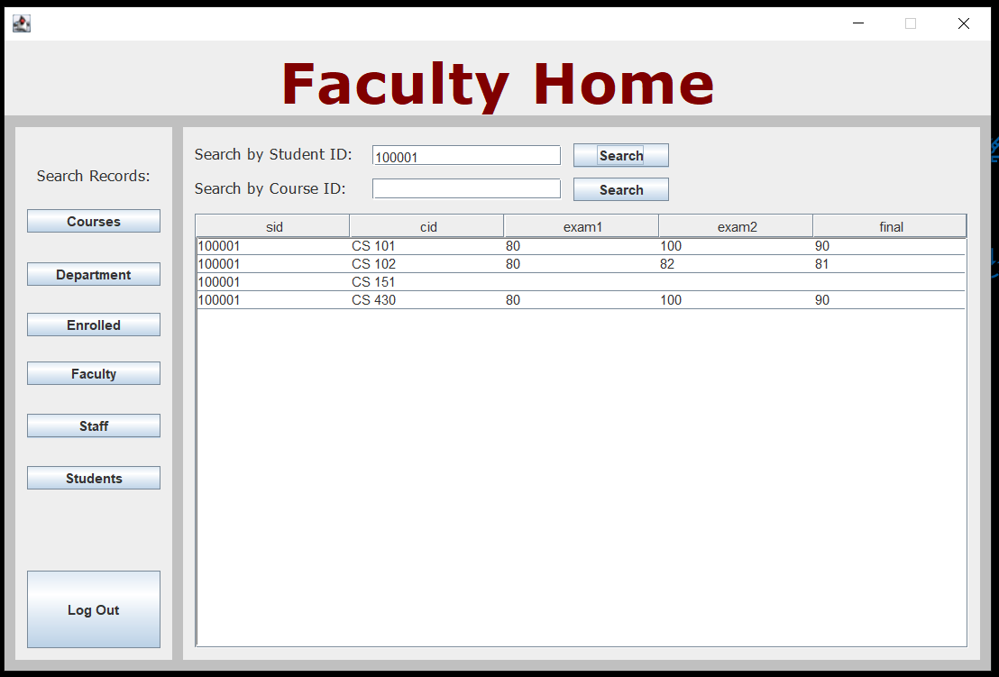 Faculty Home
Search Records:
Courses
Department
Enrolled
Faculty
Staff
Students
Log Out
Search by Student ID: 100001 Search
Search by Course ID: Search
sid cid exam1 exam2 final
100001 CS 101 80 100 90
100001 CS 102 80 82 81
100001 CS 151
100001 CS 430 80 100 90